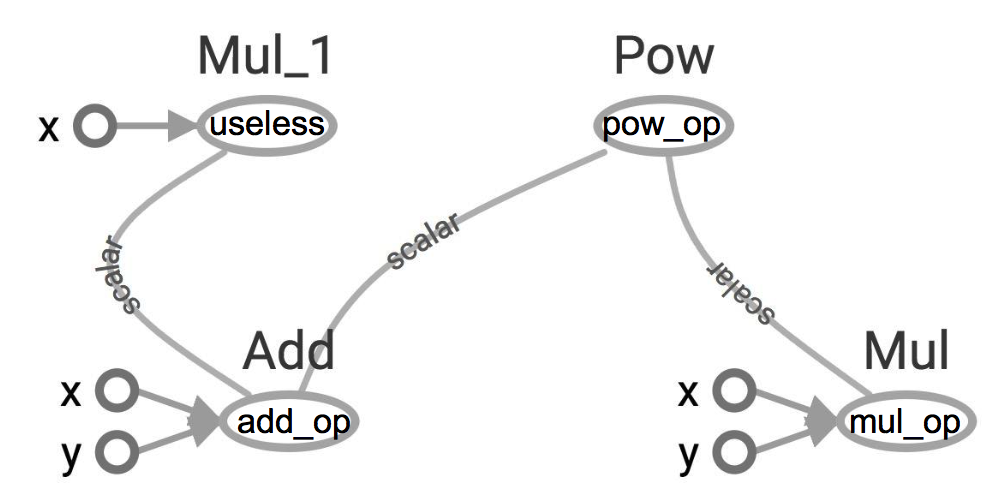 Mul_1
Pow
x
useless
pow_op
scalar
scalar
scalar
Add
Mul
x
add_op
y
x
mul_op
y